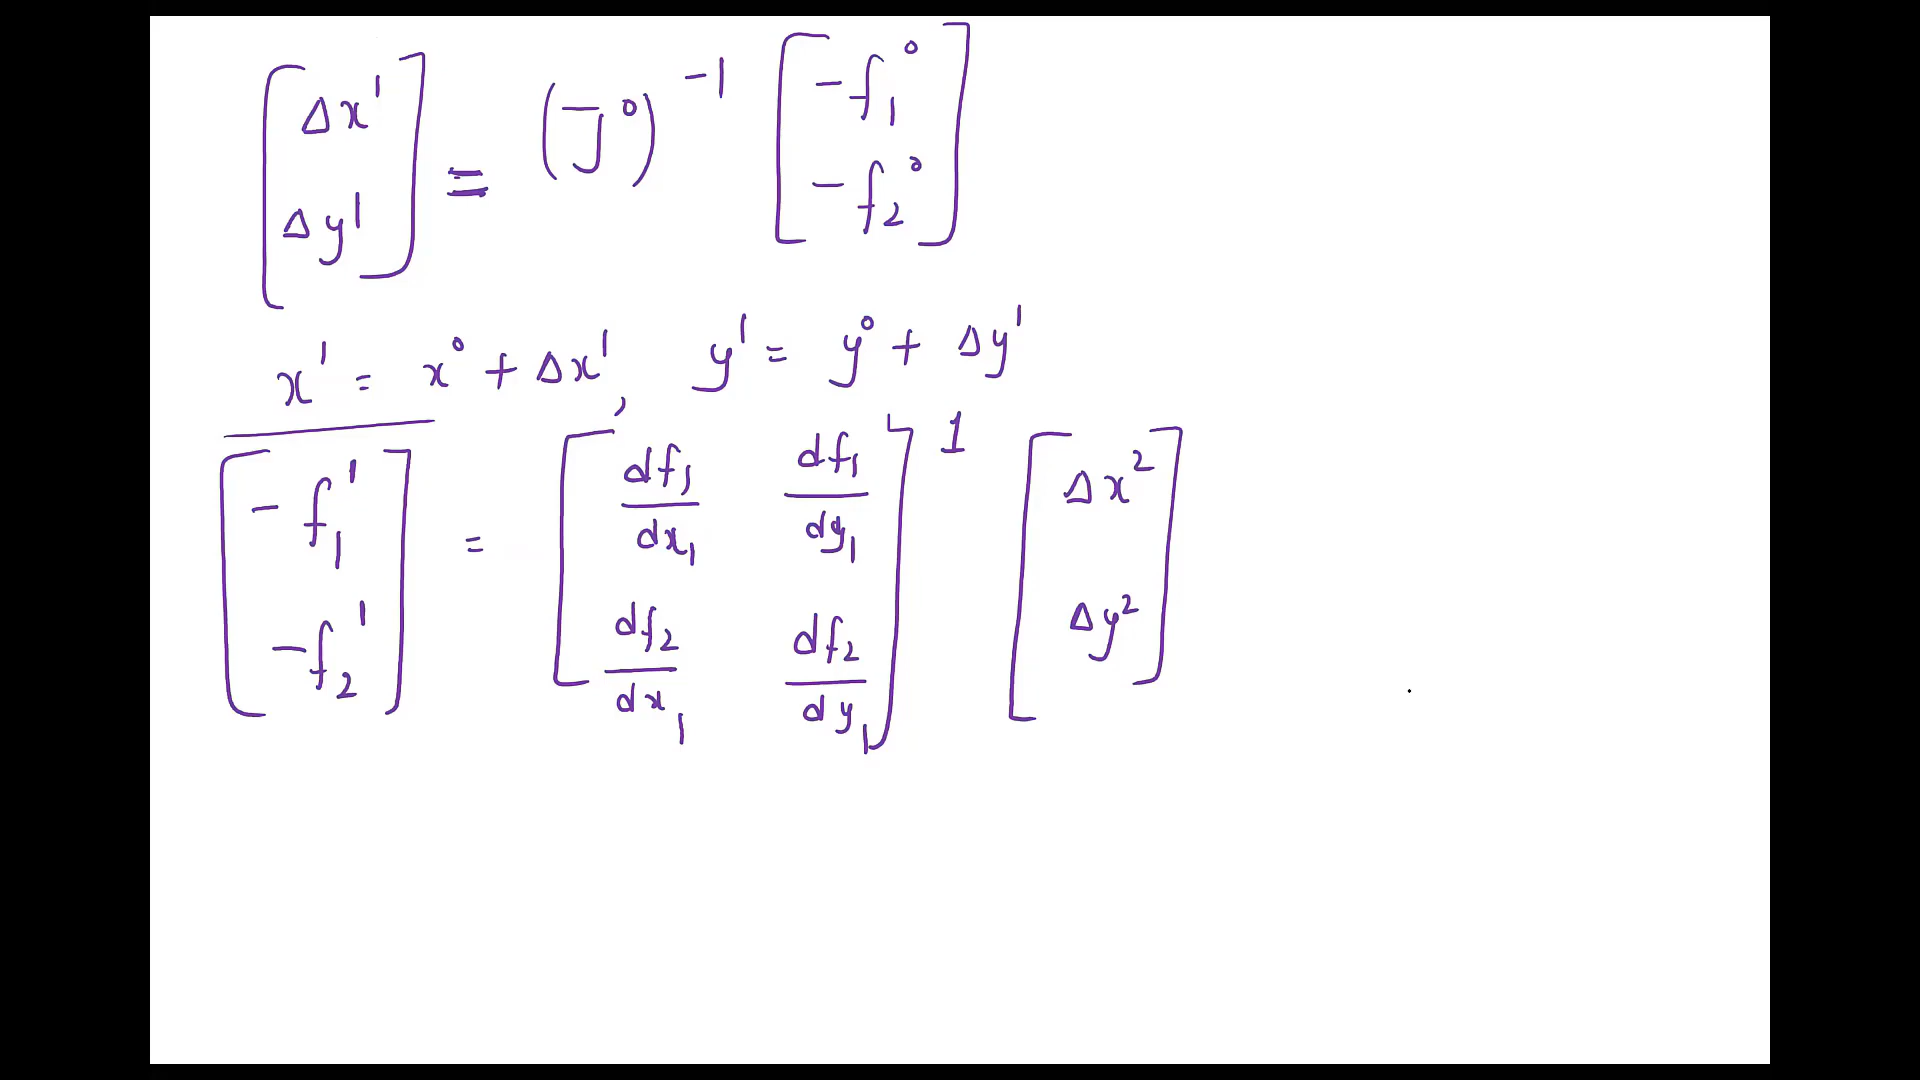 [Δx¹ Δy¹] = (J⁰)⁻¹ [-f₁⁰ -f₂⁰]
x¹ = x⁰ + Δx¹, y¹ = y⁰ + Δy¹
[-f₁¹ -f₂¹] = [df₁/dx₁ df₁/dy₁ df₂/dx₁ df₂/dy₁]¹ [Δx² Δy²]